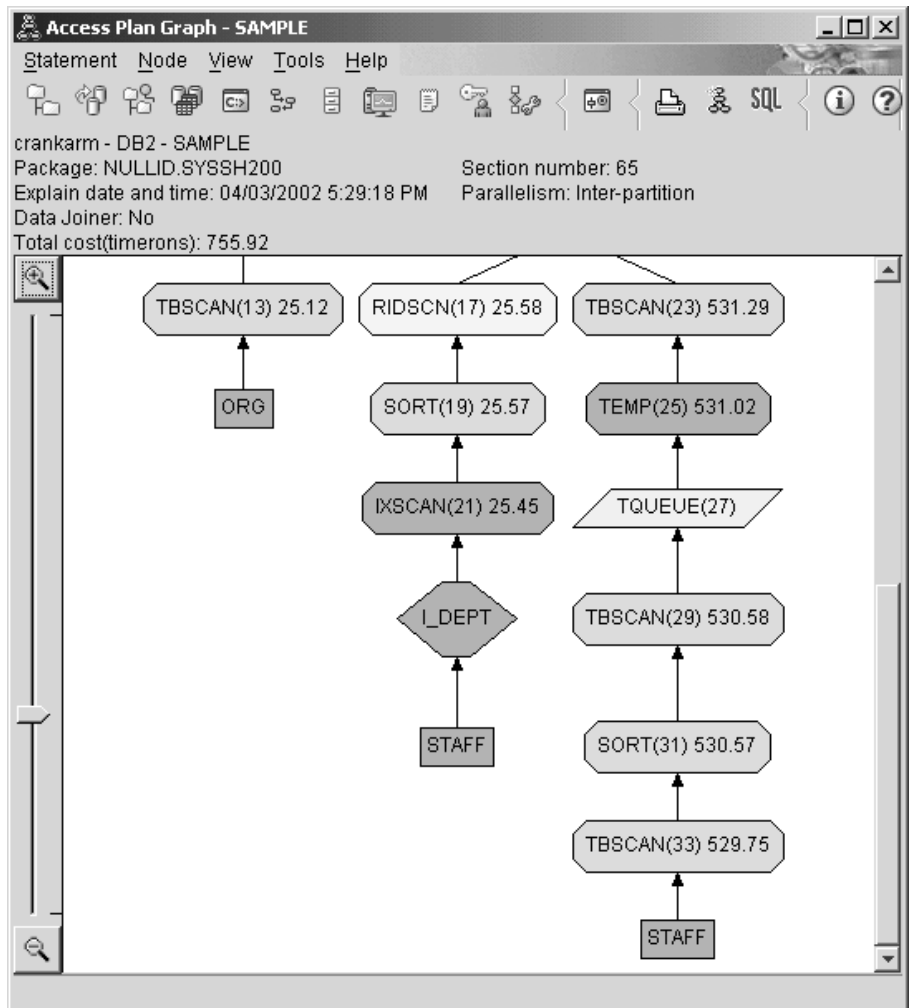 Access Plan Graph - SAMPLE
Statement Node View Tools Help
SQL
crankarm - DB2 - SAMPLE
Package: NULLID.SYSSH200 Section number: 65
Explain date and time: 04/03/2002 5:29:18 PM Parallelism: Inter-partition
Data Joiner: No
Total cost(timerons): 755.92
TBSCAN(13) 25.12 RIDSCN(17) 25.58 TBSCAN(23) 531.29
ORG SORT(19) 25.57 TEMP(25) 531.02
IXSCAN(21) 25.45 TQUEUE(27)
I_DEPT TBSCAN(29) 530.58
STAFF SORT(31) 530.57
TBSCAN(33) 529.75
STAFF